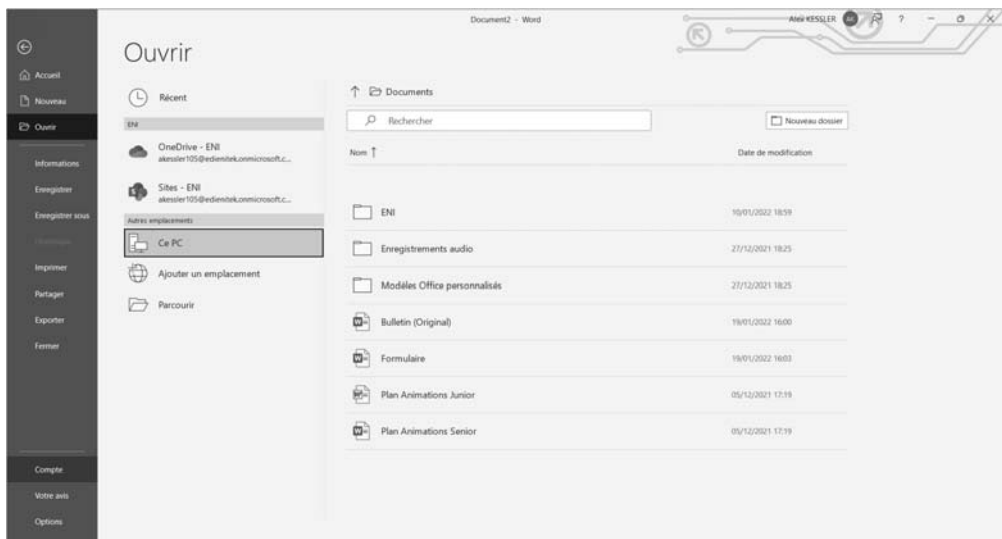 Document2 - Word
Alex KESSLER
AK
?
Accueil
Nouveau
Ouvrir
Informations
Enregistrer
Enregistrer sous
Imprimer
Partager
Exporter
Fermer
Compte
Votre avis
Options
Ouvrir
Récent
ENI
OneDrive - ENI
akessler105@edienitek.onmicrosoft.c...
Sites - ENI
akessler105@edienitek.onmicrosoft.c...
Autres emplacements
Ce PC
Ajouter un emplacement
Parcourir
Documents
Rechercher
Nouveau dossier
Nom
Date de modification
ENI 10/01/2022 18:59
Enregistrements audio 27/12/2021 18:25
Modèles Office personnalisés 27/12/2021 18:25
Bulletin (Original) 19/01/2022 16:00
Formulaire 19/01/2022 16:03
Plan Animations Junior 05/12/2021 17:19
Plan Animations Senior 05/12/2021 17:19